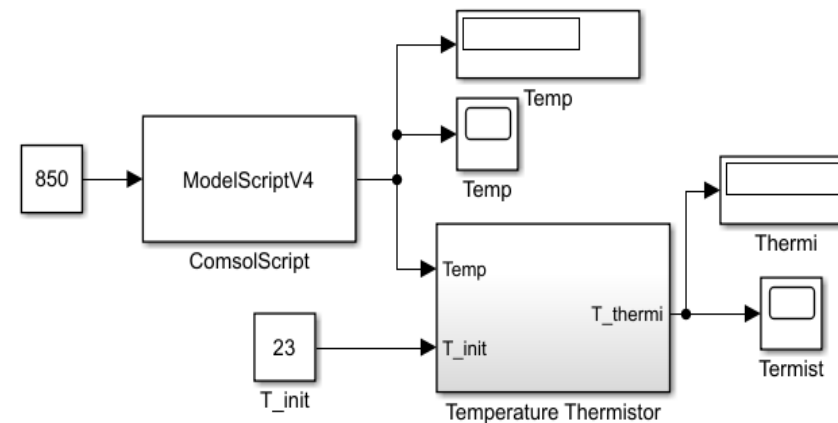 Temp
850
ModelScriptV4
Temp
ComsolScript
Thermi
Temp
T_thermi
23
T_init
Termist
T_init
Temperature Thermistor